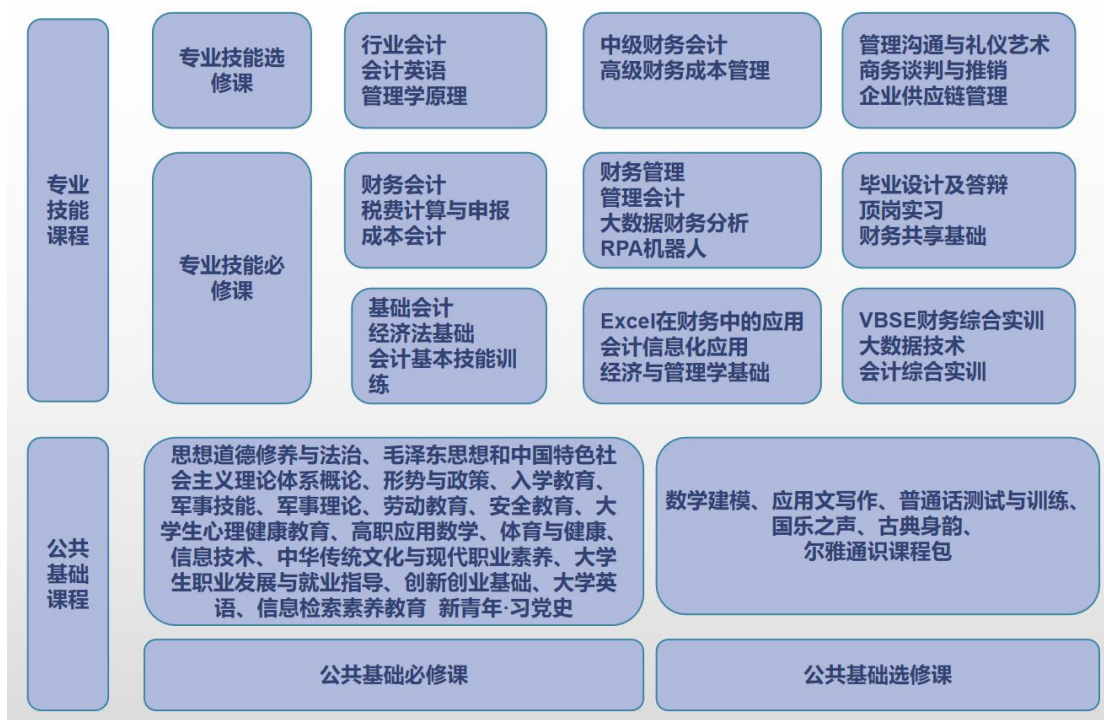 专业
技能
课程
专业技能选
修课
行业会计
会计英语
管理学原理
中级财务会计
高级财务成本管理
管理沟通与礼仪艺术
商务谈判与推销
企业供应链管理
专业技能必
修课
财务会计
税费计算与申报
成本会计
财务管理
管理会计
大数据财务分析
RPA机器人
毕业设计及答辩
顶岗实习
财务共享基础
基础会计
经济法基础
会计基本技能训
练
Excel在财务中的应用
会计信息化应用
经济与管理学基础
VBSE财务综合实训
大数据技术
会计综合实训
公共
基础
课程
思想道德修养与法治、毛泽东思想和中国特色社
会主义理论体系概论、形势与政策、入学教育、
军事技能、军事理论、劳动教育、安全教育、大
学生心理健康教育、高职应用数学、体育与健康、
信息技术、中华传统文化与现代职业素养、大学
生职业发展与就业指导、创新创业基础、大学英
语、信息检索素养教育 新青年·习党史
数学建模、应用文写作、普通话测试与训练、
国乐之声、古典身韵、
尔雅通识课程包
公共基础必修课
公共基础选修课